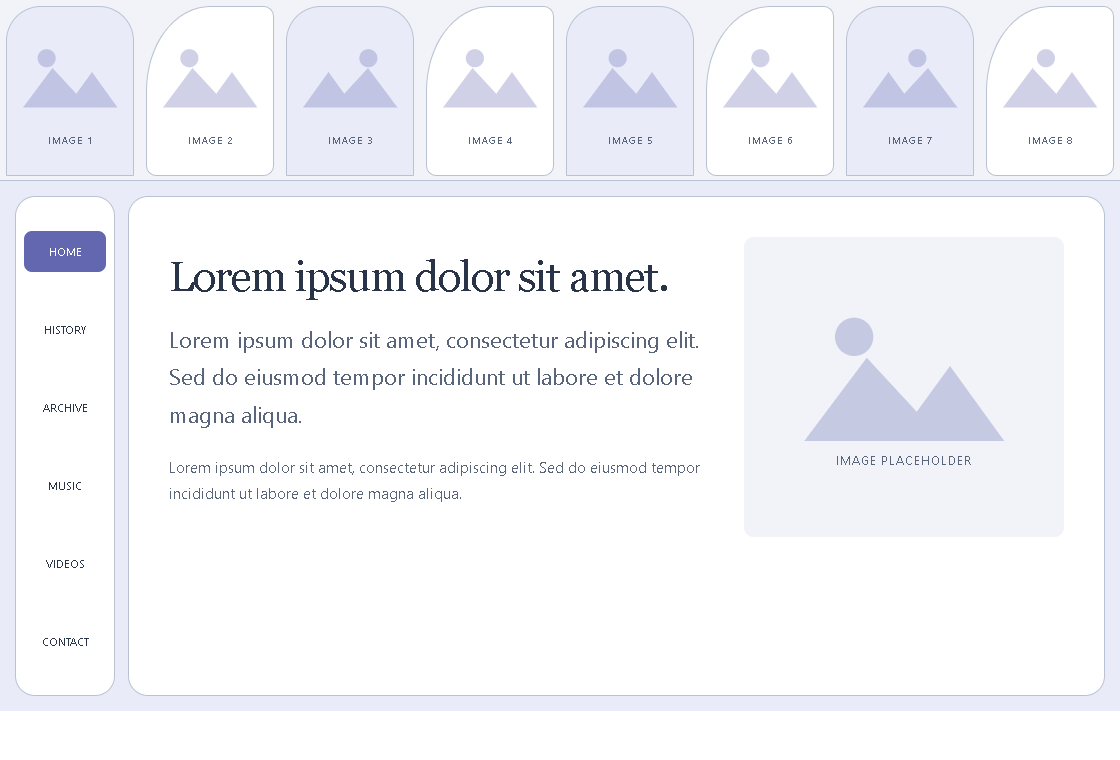 IMAGE 1
IMAGE 2
IMAGE 3
IMAGE 4
IMAGE 5
IMAGE 6
IMAGE 7
IMAGE 8
HOME
HISTORY
ARCHIVE
MUSIC
VIDEOS
CONTACT
Lorem ipsum dolor sit amet.
Lorem ipsum dolor sit amet, consectetur adipiscing elit.
Sed do eiusmod tempor incididunt ut labore et dolore
magna aliqua.
Lorem ipsum dolor sit amet, consectetur adipiscing elit. Sed do eiusmod tempor
incididunt ut labore et dolore magna aliqua.
IMAGE PLACEHOLDER